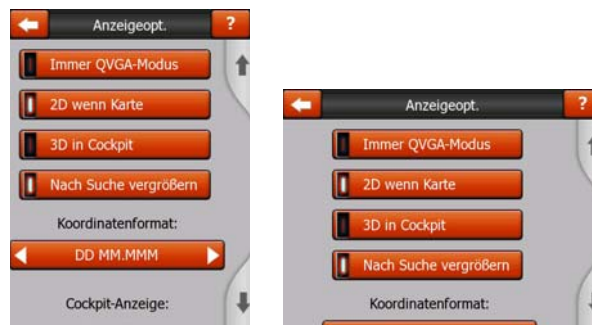 Anzeigeopt.
?
Immer QVGA-Modus
2D wenn Karte
3D in Cockpit
Nach Suche vergrößern
Koordinatenformat:
DD MM.MMM
Cockpit-Anzeige:
Anzeigeopt.
?
Immer QVGA-Modus
2D wenn Karte
3D in Cockpit
Nach Suche vergrößern
Koordinatenformat: